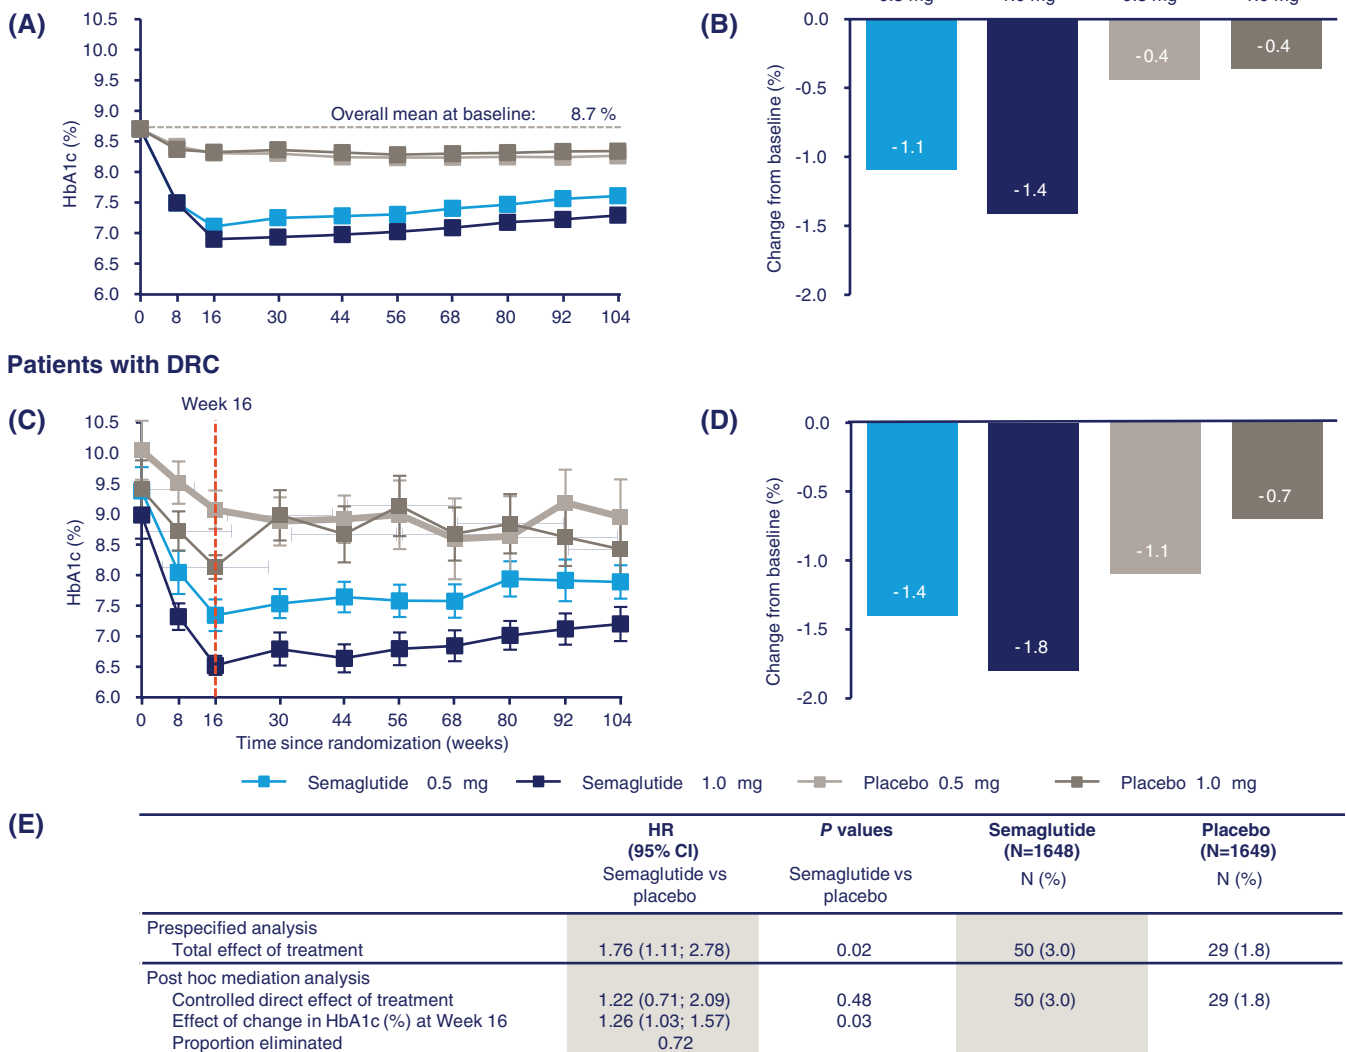 (A)
10.5
10.0
9.5
9.0
8.5
8.0
7.5
7.0
6.5
6.0
HbA1c (%)
Overall mean at baseline: 8.7 %
0 8 16 30 44 56 68 80 92 104
(B)
0.0
-0.5
-1.0
-1.5
-2.0
Change from baseline (%)
-1.1
-1.4
-0.4
-0.4
Patients with DRC
(C)
Week 16
10.5
10.0
9.5
9.0
8.5
8.0
7.5
7.0
6.5
6.0
HbA1c (%)
0 8 16 30 44 56 68 80 92 104
Time since randomization (weeks)
(D)
0.0
-0.5
-1.0
-1.5
-2.0
Change from baseline (%)
-1.4
-1.8
-1.1
-0.7
Semaglutide 0.5 mg Semaglutide 1.0 mg Placebo 0.5 mg Placebo 1.0 mg
(E)
HR P values Semaglutide Placebo
(95% CI) (N=1648) (N=1649)
Semaglutide vs Semaglutide vs N (%) N (%)
placebo placebo
Prespecified analysis
Total effect of treatment 1.76 (1.11; 2.78) 0.02 50 (3.0) 29 (1.8)
Post hoc mediation analysis
Controlled direct effect of treatment 1.22 (0.71; 2.09) 0.48 50 (3.0) 29 (1.8)
Effect of change in HbA1c (%) at Week 16 1.26 (1.03; 1.57) 0.03
Proportion eliminated 0.72